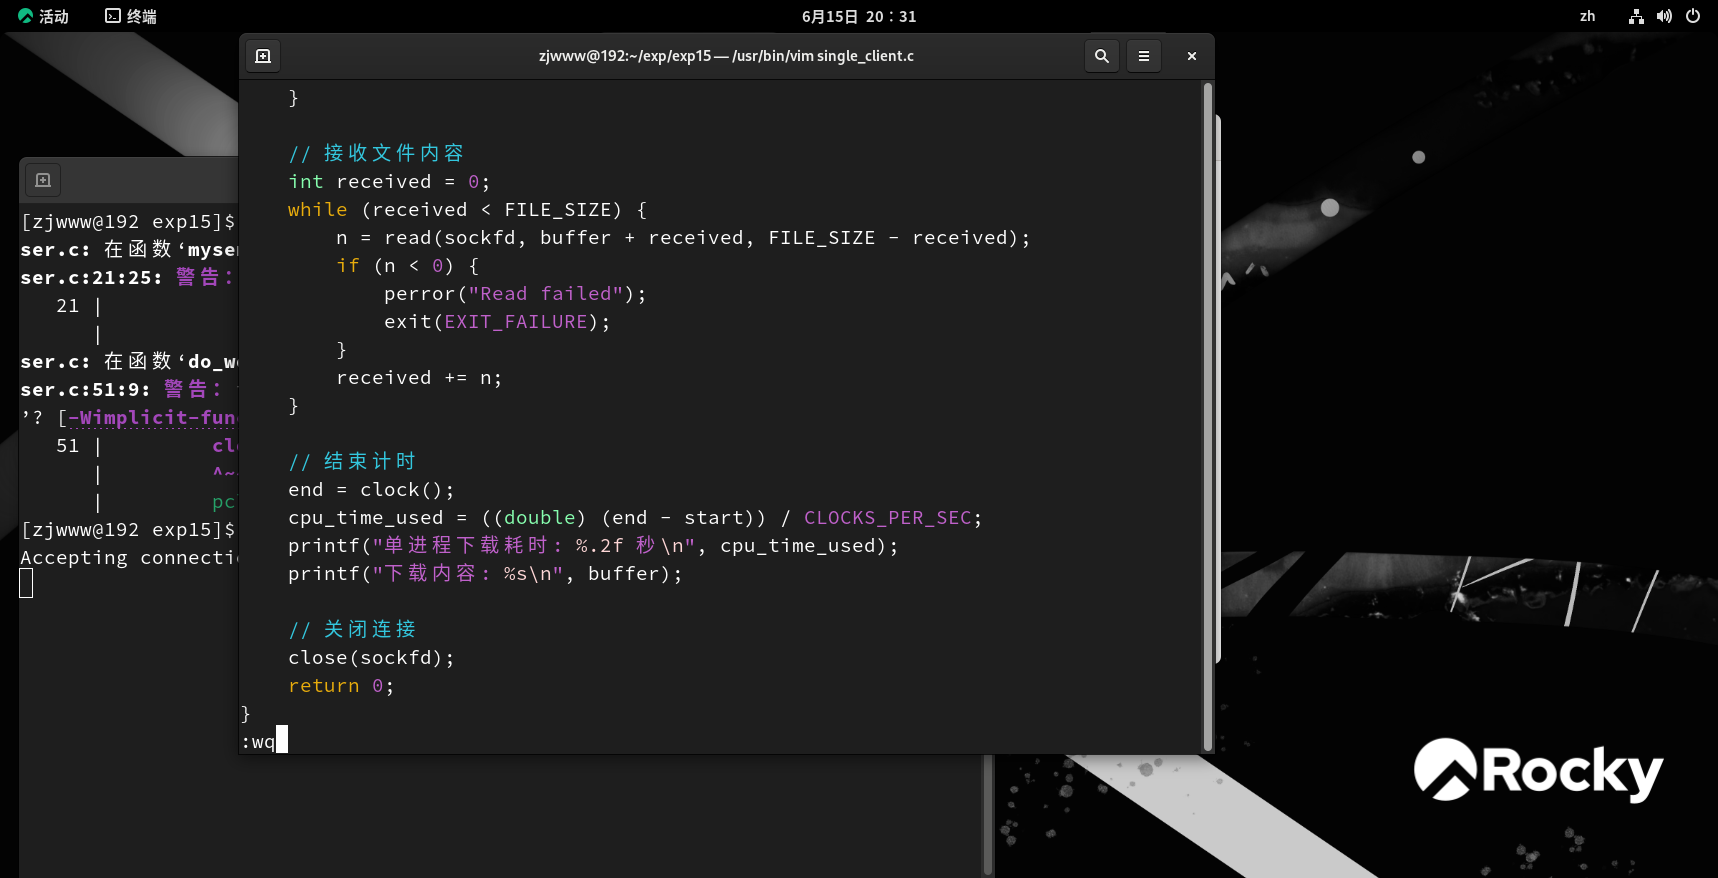 活动 终端 6月15日 20：31 zh
zjwww@192:~/exp/exp15 — /usr/bin/vim single_client.c
}
// 接收文件内容
int received = 0;
while (received < FILE_SIZE) {
n = read(sockfd, buffer + received, FILE_SIZE - received);
if (n < 0) {
perror("Read failed");
exit(EXIT_FAILURE);
}
received += n;
}
// 结束计时
end = clock();
cpu_time_used = ((double) (end - start)) / CLOCKS_PER_SEC;
printf("单进程下载耗时: %.2f 秒\n", cpu_time_used);
printf("下载内容: %s\n", buffer);
// 关闭连接
close(sockfd);
return 0;
}
:wq
[zjwww@192 exp15]$
ser.c: 在函数‘myser
ser.c:21:25: 警告：
21 |
|
ser.c: 在函数‘do_w
ser.c:51:9: 警告：
’? [-Wimplicit-fun
51 | cl
| ^~
| pc
[zjwww@192 exp15]$
Accepting connecti
Rocky